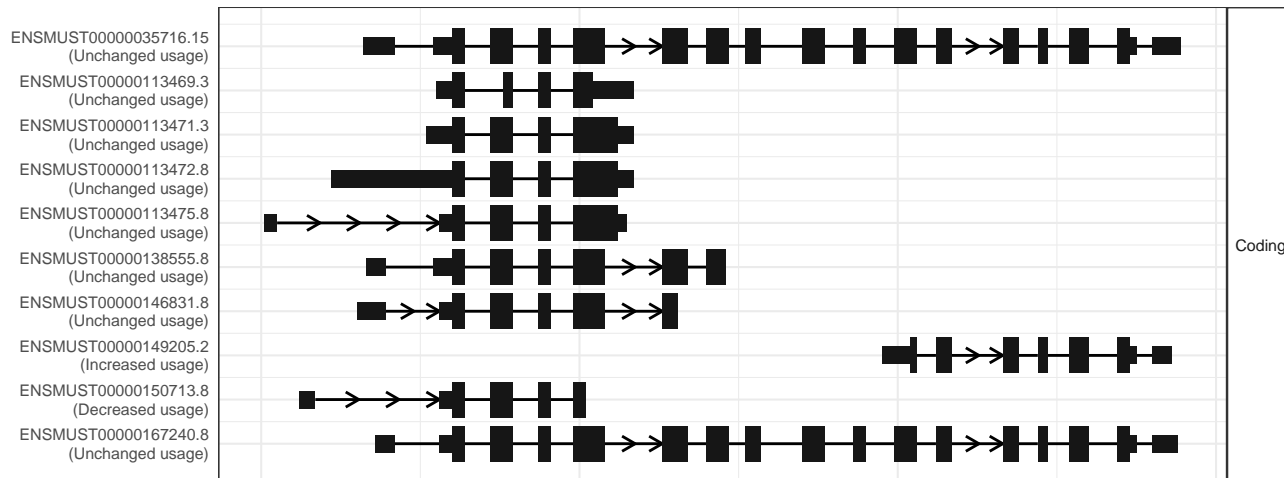 ENSMUST00000035716.15
(Unchanged usage)
ENSMUST00000113469.3
(Unchanged usage)
ENSMUST00000113471.3
(Unchanged usage)
ENSMUST00000113472.8
(Unchanged usage)
ENSMUST00000113475.8
(Unchanged usage)
ENSMUST00000138555.8
(Unchanged usage)
ENSMUST00000146831.8
(Unchanged usage)
ENSMUST00000149205.2
(Increased usage)
ENSMUST00000150713.8
(Decreased usage)
ENSMUST00000167240.8
(Unchanged usage)
Coding